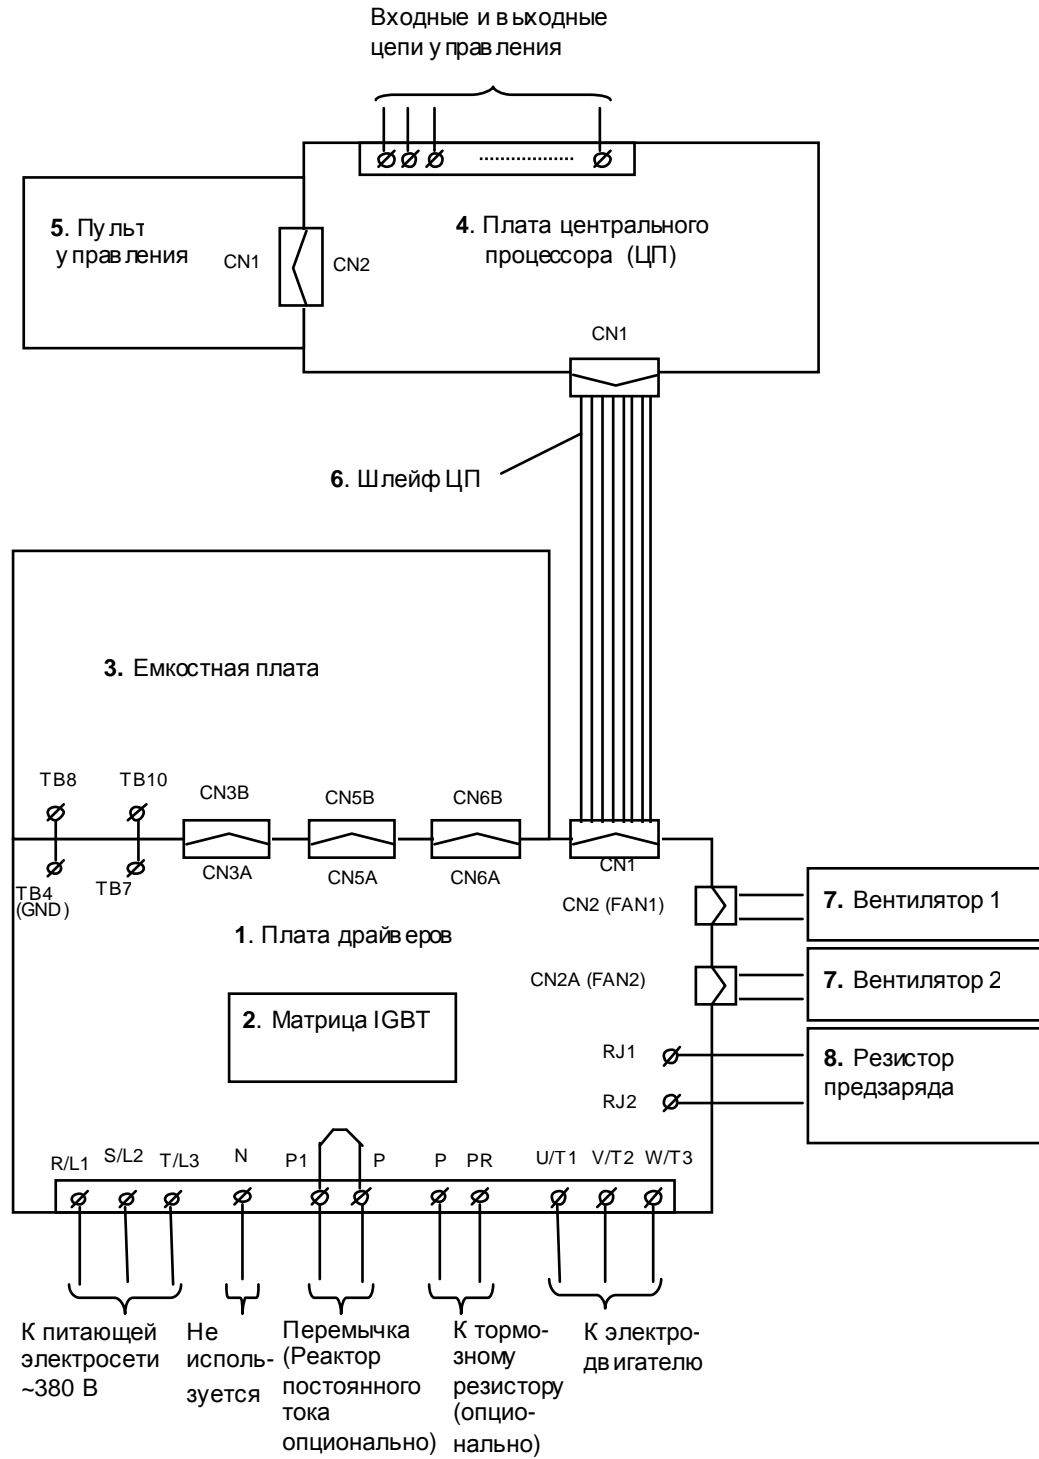 Входные и выходные
цепи управления
5. Пульт
управления
CN1
CN2
4. Плата центрального
процессора (ЦП)
CN1
6. Шлейф ЦП
3. Емкостная плата
TB8
TB10
CN3B
CN5B
CN6B
TB4
(GND)
TB7
CN3A
CN5A
CN6A
CN1
CN2 (FAN1)
7. Вентилятор 1
1. Плата драйверов
CN2A (FAN2)
7. Вентилятор 2
2. Матрица IGBT
RJ1
RJ2
8. Резистор
предзаряда
R/L1 S/L2 T/L3 N P1 P P PR U/T1 V/T2 W/T3
К питающей
электросети
~380 В
Не
исполь-
зуется
Перемычка
(Реактор
постоянного
тока
опционально)
К тормо-
зному
резистору
(опцио-
нально)
К электро-
двигателю